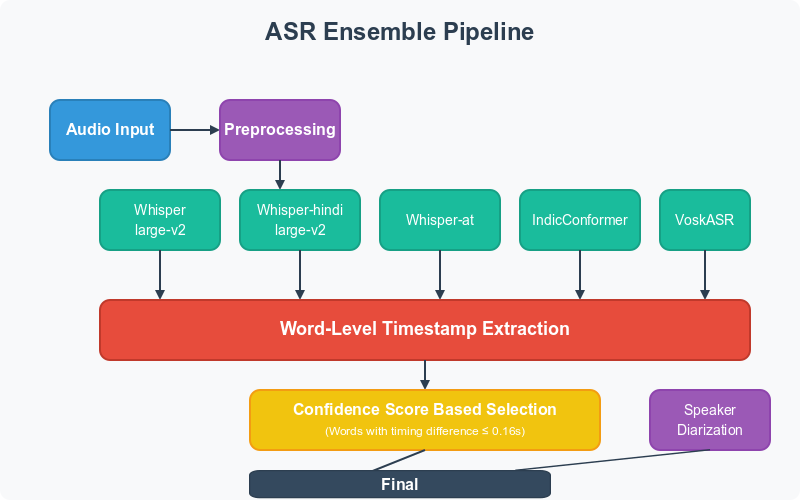 ASR Ensemble Pipeline
Audio Input
Preprocessing
Whisper
large-v2
Whisper-hindi
large-v2
Whisper-at
IndicConformer
VoskASR
Word-Level Timestamp Extraction
Confidence Score Based Selection
(Words with timing difference ≤ 0.16s)
Speaker
Diarization
Final